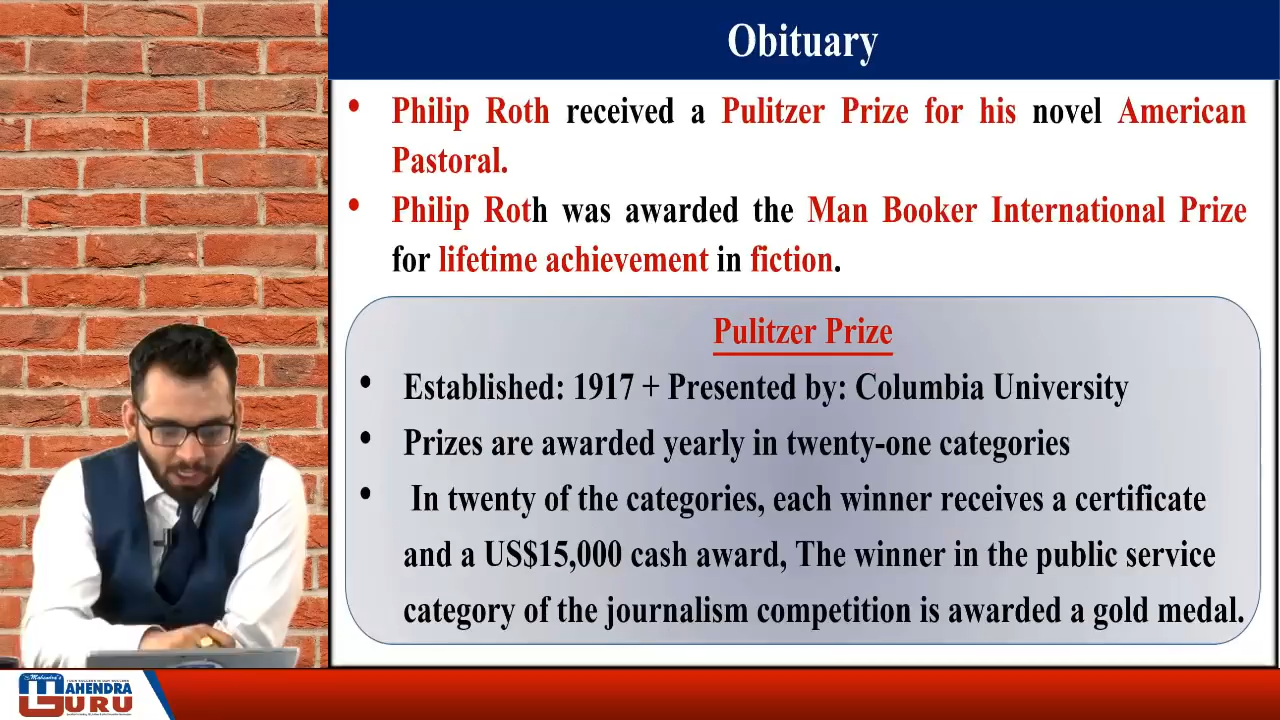 Obituary
• Philip Roth received a Pulitzer Prize for his novel American
Pastoral.
• Philip Roth was awarded the Man Booker International Prize
for lifetime achievement in fiction.
Pulitzer Prize
• Established: 1917 + Presented by: Columbia University
• Prizes are awarded yearly in twenty-one categories
• In twenty of the categories, each winner receives a certificate
and a US$15,000 cash award, The winner in the public service
category of the journalism competition is awarded a gold medal.
Mahendra's
MAHENDRA
GURU